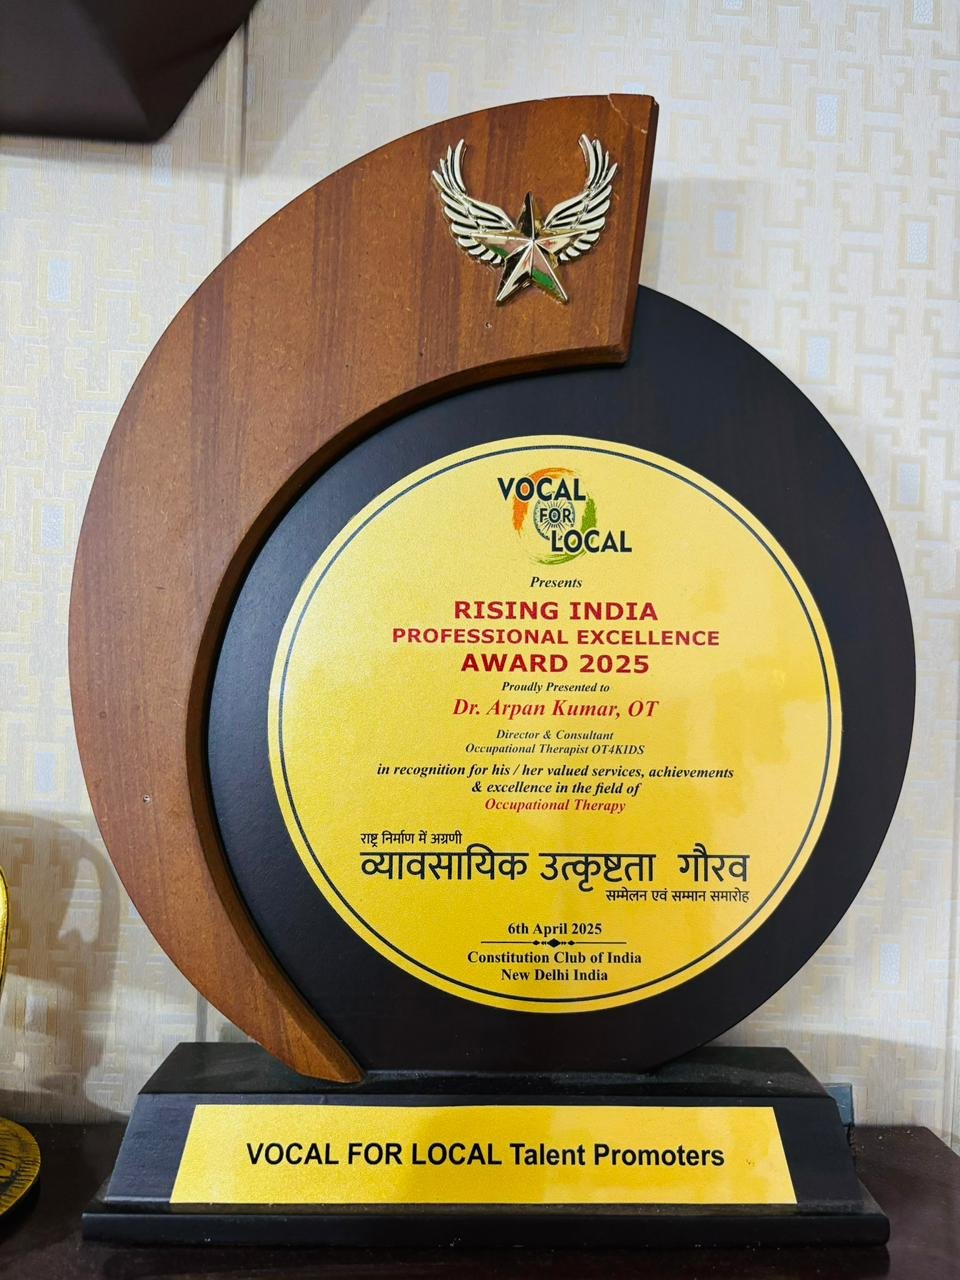 VOCAL
FOR
LOCAL
Presents
RISING INDIA
PROFESSIONAL EXCELLENCE
AWARD 2025
Proudly Presented to
Dr. Arpan Kumar, OT
Director & Consultant
Occupational Therapist OT4KIDS
in recognition for his / her valued services, achievements
& excellence in the field of
Occupational Therapy
राष्ट्र निर्माण में अग्रणी
व्यावसायिक उत्कृष्टता गौरव
सम्मेलन एवं सम्मान समारोह
6th April 2025
Constitution Club of India
New Delhi India
VOCAL FOR LOCAL Talent Promoters